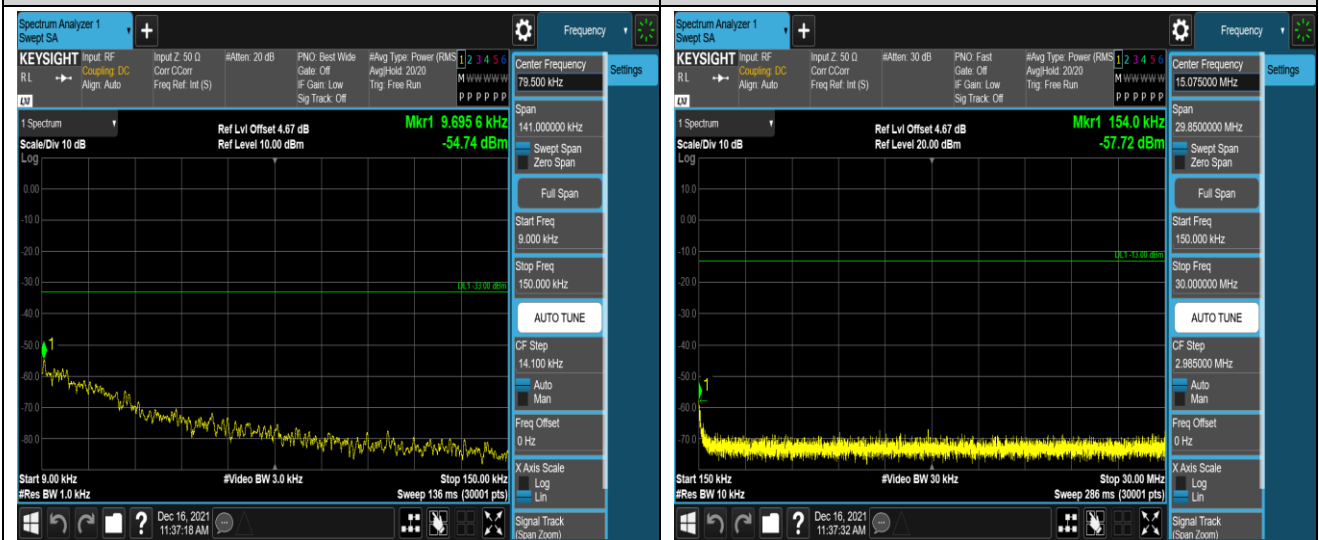 Spectrum Analyzer 1
Swept SA
+
Frequency
KEYSIGHT
RL
LXI
Input: RF
Coupling: DC
Align: Auto
Input Z: 50 Ω
Corr CCorr
Freq Ref: Int (S)
#Atten: 20 dB
PNO: Best Wide
Gate: Off
IF Gain: Low
Sig Track: Off
#Avg Type: Power (RMS
Avg|Hold: 20/20
Trig: Free Run
1 2 3 4 5 6
M W W W W W
P P P P P P
Center Frequency
79.500 kHz
Settings
1 Spectrum
Scale/Div 10 dB
Log
Ref Lvl Offset 4.67 dB
Ref Level 10.00 dBm
Mkr1 9.695 6 kHz
-54.74 dBm
Span
141.000000 kHz
Swept Span
Zero Span
Full Span
Start Freq
9.000 kHz
Stop Freq
150.000 kHz
AUTO TUNE
CF Step
14.100 kHz
Auto
Man
Freq Offset
0 Hz
X Axis Scale
Log
Lin
Signal Track
(Span Zoom)
0.00
-10.0
-20.0
-30.0
-40.0
-50.0
-60.0
-70.0
-80.0
DL1 -33.00 dBm
1
Start 9.00 kHz
#Res BW 1.0 kHz
#Video BW 3.0 kHz
Stop 150.00 kHz
Sweep 136 ms (30001 pts)
?
Dec 16, 2021
11:37:18 AM
Spectrum Analyzer 1
Swept SA
+
Frequency
KEYSIGHT
RL
LXI
Input: RF
Coupling: DC
Align: Auto
Input Z: 50 Ω
Corr CCorr
Freq Ref: Int (S)
#Atten: 30 dB
PNO: Fast
Gate: Off
IF Gain: Low
Sig Track: Off
#Avg Type: Power (RMS
Avg|Hold: 20/20
Trig: Free Run
1 2 3 4 5 6
M W W W W W
P P P P P P
Center Frequency
15.075000 MHz
Settings
1 Spectrum
Scale/Div 10 dB
Log
Ref Lvl Offset 4.67 dB
Ref Level 20.00 dBm
Mkr1 154.0 kHz
-57.72 dBm
Span
29.8500000 MHz
Swept Span
Zero Span
Full Span
Start Freq
150.000 kHz
Stop Freq
30.000000 MHz
AUTO TUNE
CF Step
2.985000 MHz
Auto
Man
Freq Offset
0 Hz
X Axis Scale
Log
Lin
Signal Track
(Span Zoom)
10.0
0.00
-10.0
-20.0
-30.0
-40.0
-50.0
-60.0
-70.0
DL1 -13.00 dBm
1
Start 150 kHz
#Res BW 10 kHz
#Video BW 30 kHz
Stop 30.00 MHz
Sweep 286 ms (30001 pts)
?
Dec 16, 2021
11:37:32 AM